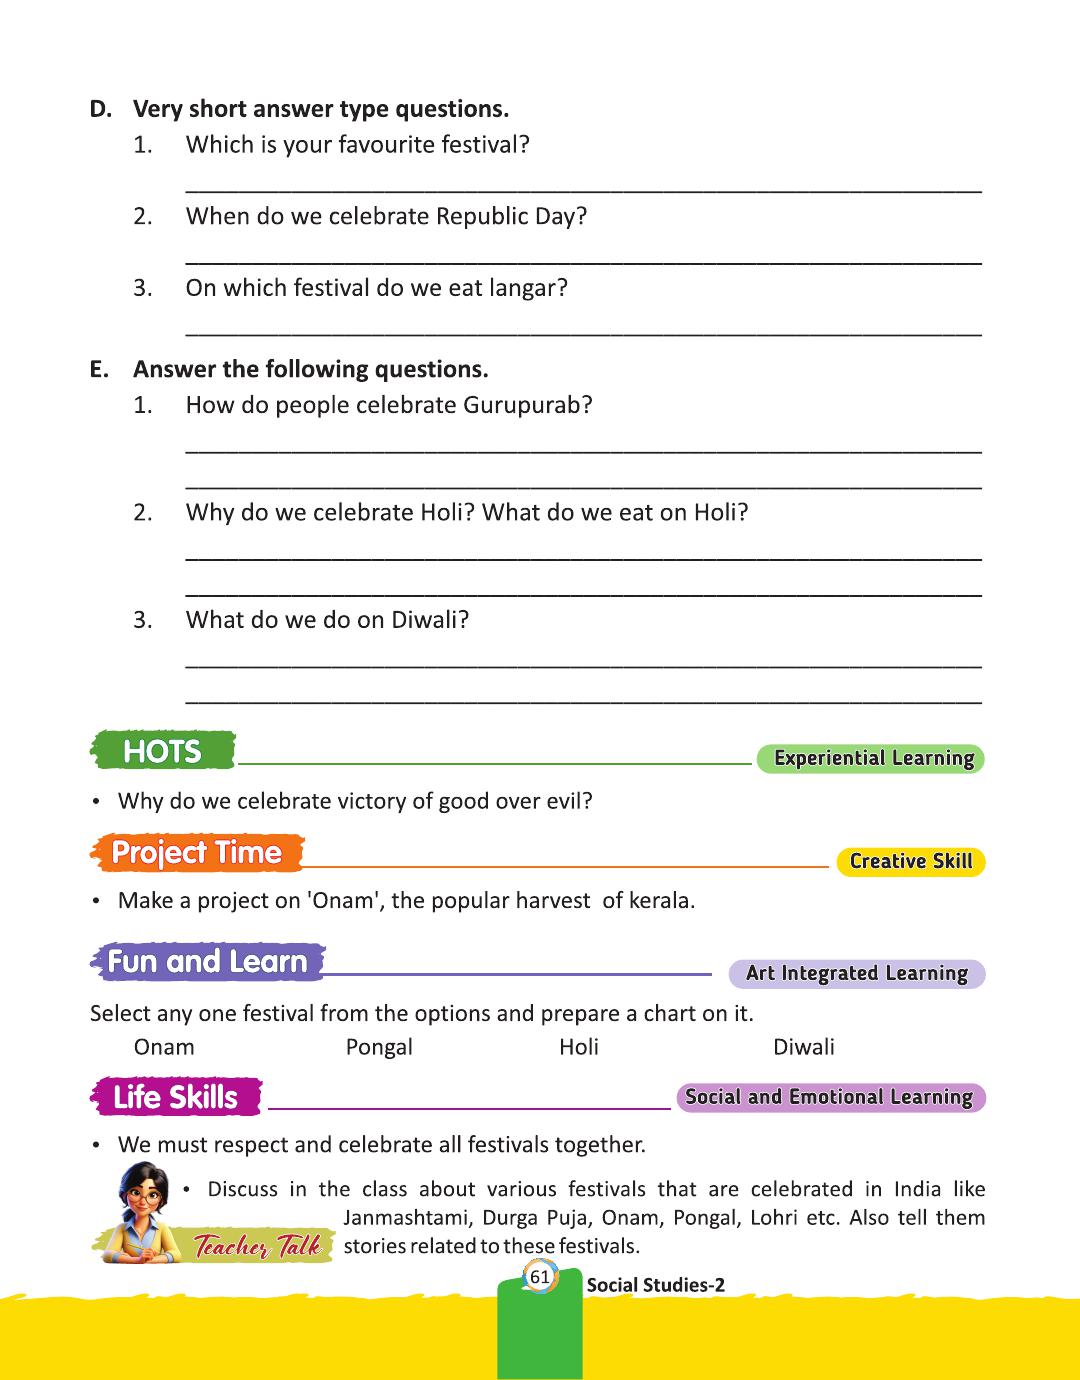 D. Very short answer type questions.
1. Which is your favourite festival?
2. When do we celebrate Republic Day?
3. On which festival do we eat langar?
E. Answer the following questions.
1. How do people celebrate Gurupurab?
2. Why do we celebrate Holi? What do we eat on Holi?
3. What do we do on Diwali?
HOTS Experiential Learning
• Why do we celebrate victory of good over evil?
Project Time Creative Skill
• Make a project on 'Onam', the popular harvest of kerala.
Fun and Learn Art Integrated Learning
Select any one festival from the options and prepare a chart on it.
Onam Pongal Holi Diwali
Life Skills Social and Emotional Learning
• We must respect and celebrate all festivals together.
• Discuss in the class about various festivals that are celebrated in India like
Janmashtami, Durga Puja, Onam, Pongal, Lohri etc. Also tell them
Teacher Talk stories related to these festivals.
61 Social Studies-2